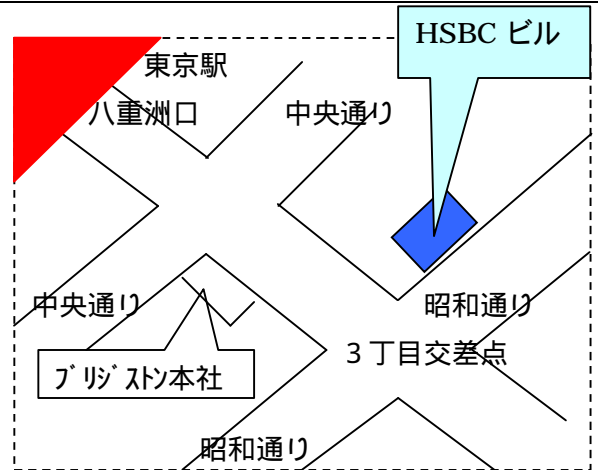 HSBC ビル
東京駅
八重洲口
中央通り
中央通り
昭和通り
3丁目交差点
ﾌﾞﾘｼﾞｽﾄﾝ本社
昭和通り